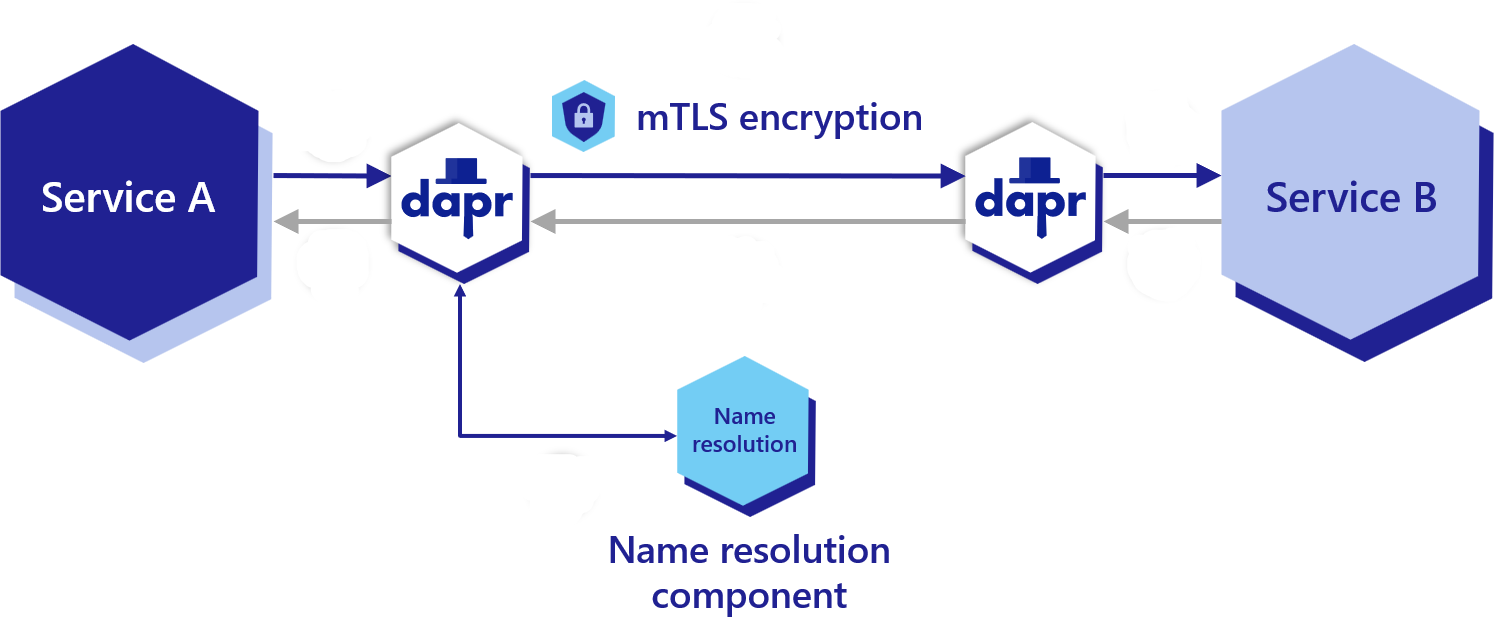 mTLS encryption
Service A
dapr
dapr
Service B
Name
resolution
Name resolution
component